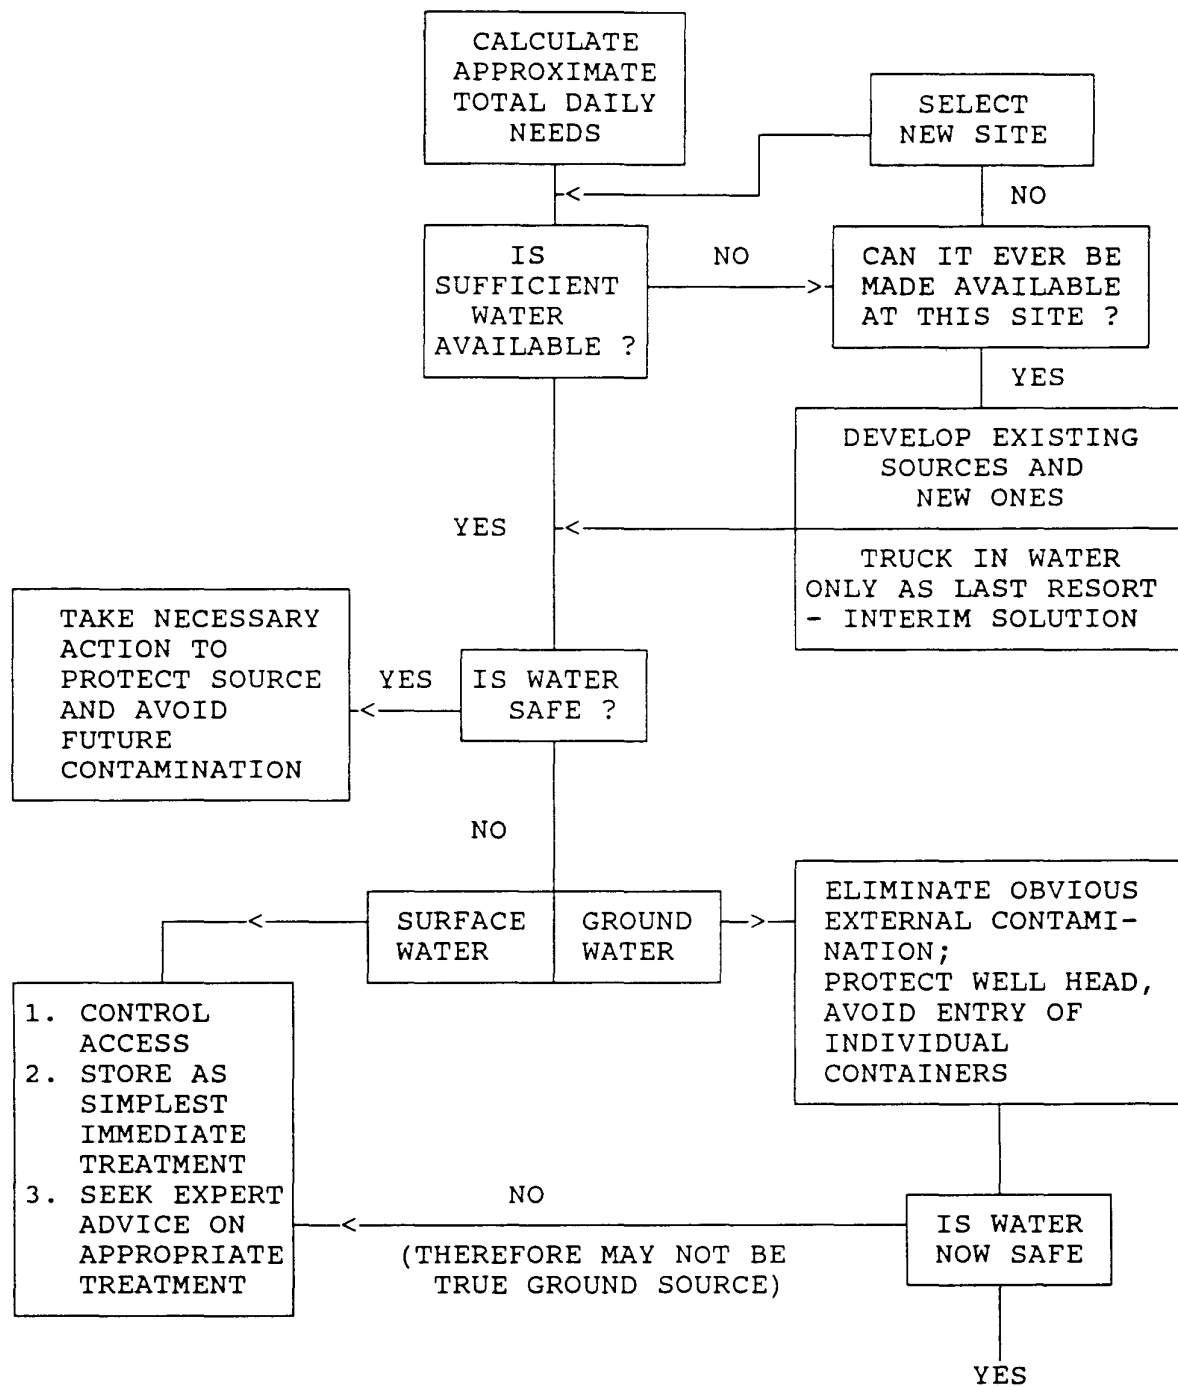 CALCULATE
APPROXIMATE
TOTAL DAILY
NEEDS
SELECT
NEW SITE
NO
IS
SUFFICIENT
WATER
AVAILABLE ?
NO
CAN IT EVER BE
MADE AVAILABLE
AT THIS SITE ?
YES
DEVELOP EXISTING
SOURCES AND
NEW ONES
YES
TRUCK IN WATER
ONLY AS LAST RESORT
- INTERIM SOLUTION
TAKE NECESSARY
ACTION TO
PROTECT SOURCE
AND AVOID
FUTURE
CONTAMINATION
YES
IS WATER
SAFE ?
NO
SURFACE
WATER
GROUND
WATER
ELIMINATE OBVIOUS
EXTERNAL CONTAMI-
NATION;
PROTECT WELL HEAD,
AVOID ENTRY OF
INDIVIDUAL
CONTAINERS
1. CONTROL
ACCESS
2. STORE AS
SIMPLEST
IMMEDIATE
TREATMENT
3. SEEK EXPERT
ADVICE ON
APPROPRIATE
TREATMENT
NO
(THEREFORE MAY NOT BE
TRUE GROUND SOURCE)
IS WATER
NOW SAFE
YES